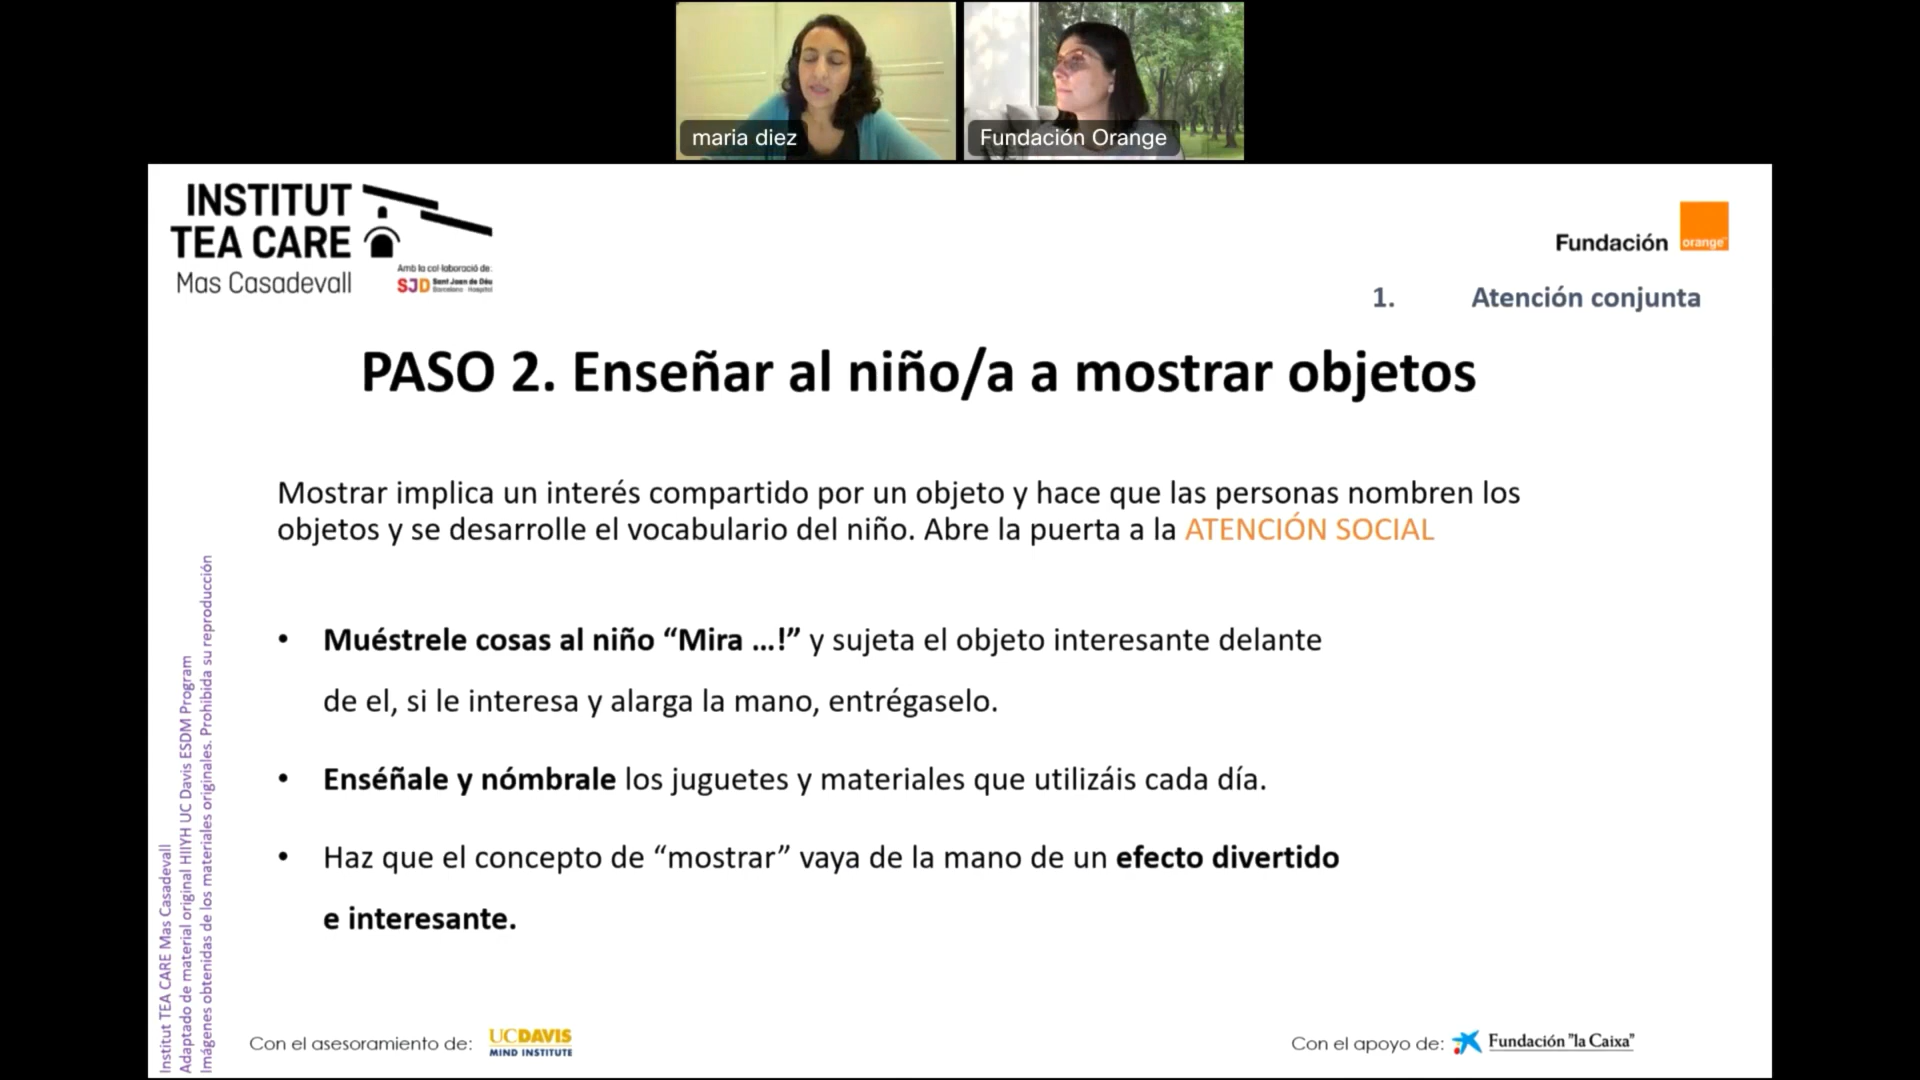 maria diez
Fundación Orange
INSTITUT
TEA CARE
Mas Casadevall
Amb la col·laboració de:
SJD Sant Joan de Déu
Barcelona · Hospital
Fundación orange™
1. Atención conjunta
PASO 2. Enseñar al niño/a a mostrar objetos
Mostrar implica un interés compartido por un objeto y hace que las personas nombren los
objetos y se desarrolle el vocabulario del niño. Abre la puerta a la ATENCIÓN SOCIAL
• Muéstrele cosas al niño “Mira ...!” y sujeta el objeto interesante delante
de el, si le interesa y alarga la mano, entrégaselo.
• Enséñale y nómbrale los juguetes y materiales que utilizáis cada día.
• Haz que el concepto de “mostrar” vaya de la mano de un efecto divertido
e interesante.
Institut TEA CARE Mas Casadevall
Adaptado de material original HIIYH UC Davis ESDM Program
Imágenes obtenidas de los materiales originales. Prohibida su reproducción
Con el asesoramiento de: UCDAVIS
MIND INSTITUTE
Con el apoyo de: Fundación "la Caixa"